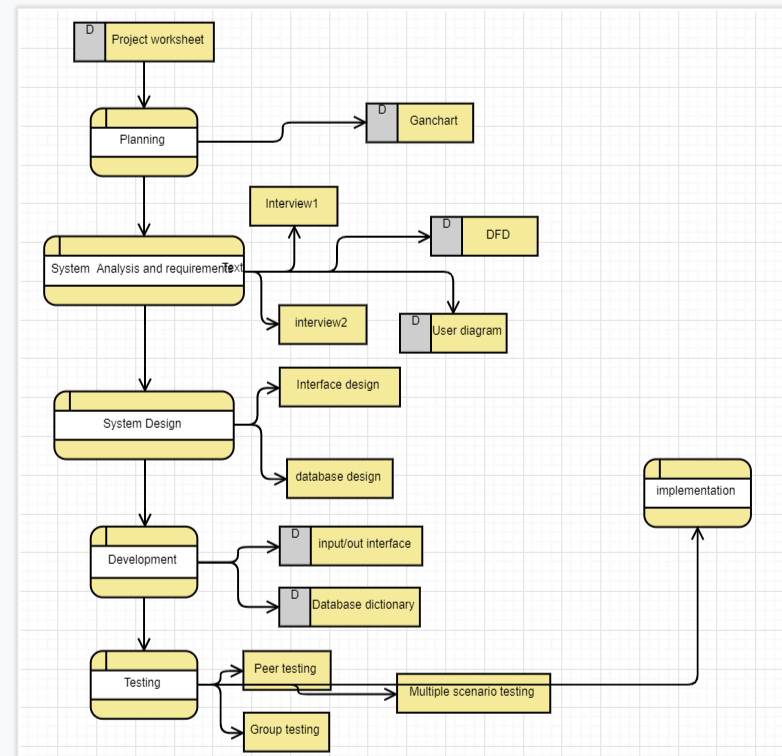 D
Project worksheet
Planning
D
Ganchart
Interview1
D
DFD
System Analysis and requirements
Text
interview2
D
User diagram
Interface design
System Design
database design
implementation
D
input/out interface
Development
D
Database dictionary
Peer testing
Testing
Multiple scenario testing
Group testing